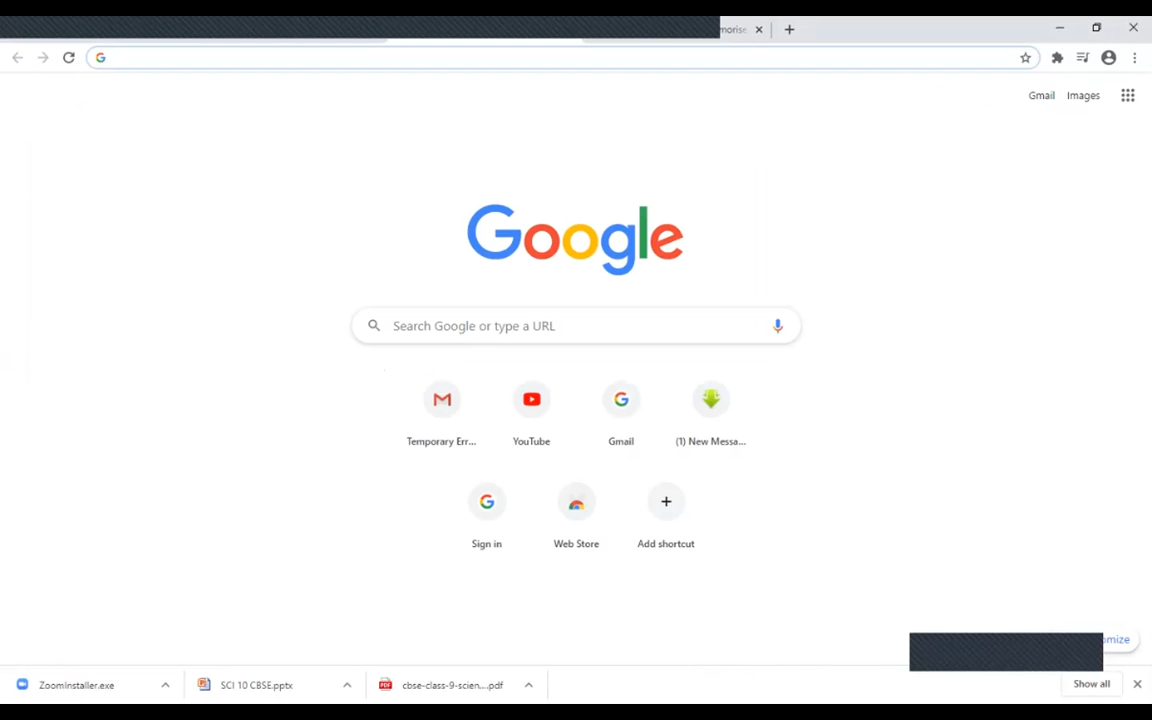 Gmail Images
Google
Search Google or type a URL
Temporary Err... YouTube Gmail (1) New Messa...
Sign in Web Store Add shortcut
Zoominstaller.exe SCI 10 CBSE.pptx cbse-class-9-scien....pdf Show all